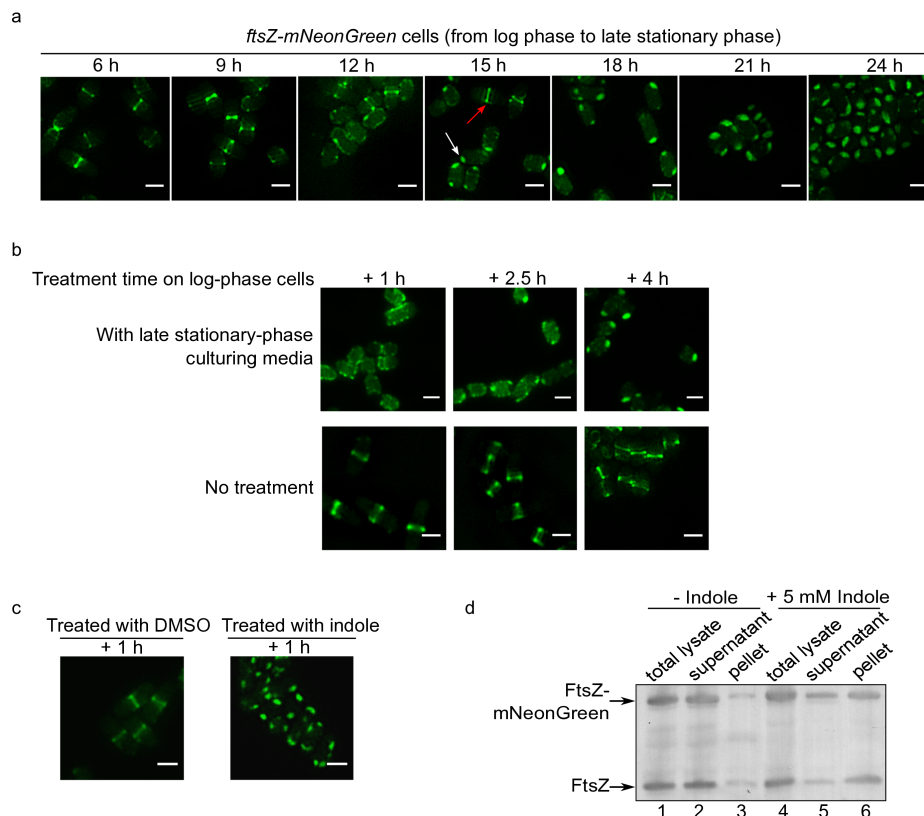 a
ftsZ-mNeonGreen cells (from log phase to late stationary phase)
6 h 9 h 12 h 15 h 18 h 21 h 24 h
b
Treatment time on log-phase cells + 1 h + 2.5 h + 4 h
With late stationary-phase
culturing media
No treatment
c
Treated with DMSO Treated with indole
+ 1 h + 1 h
d
- Indole + 5 mM Indole
total lysate supernatant pellet total lysate supernatant pellet
FtsZ-
mNeonGreen
FtsZ
1 2 3 4 5 6